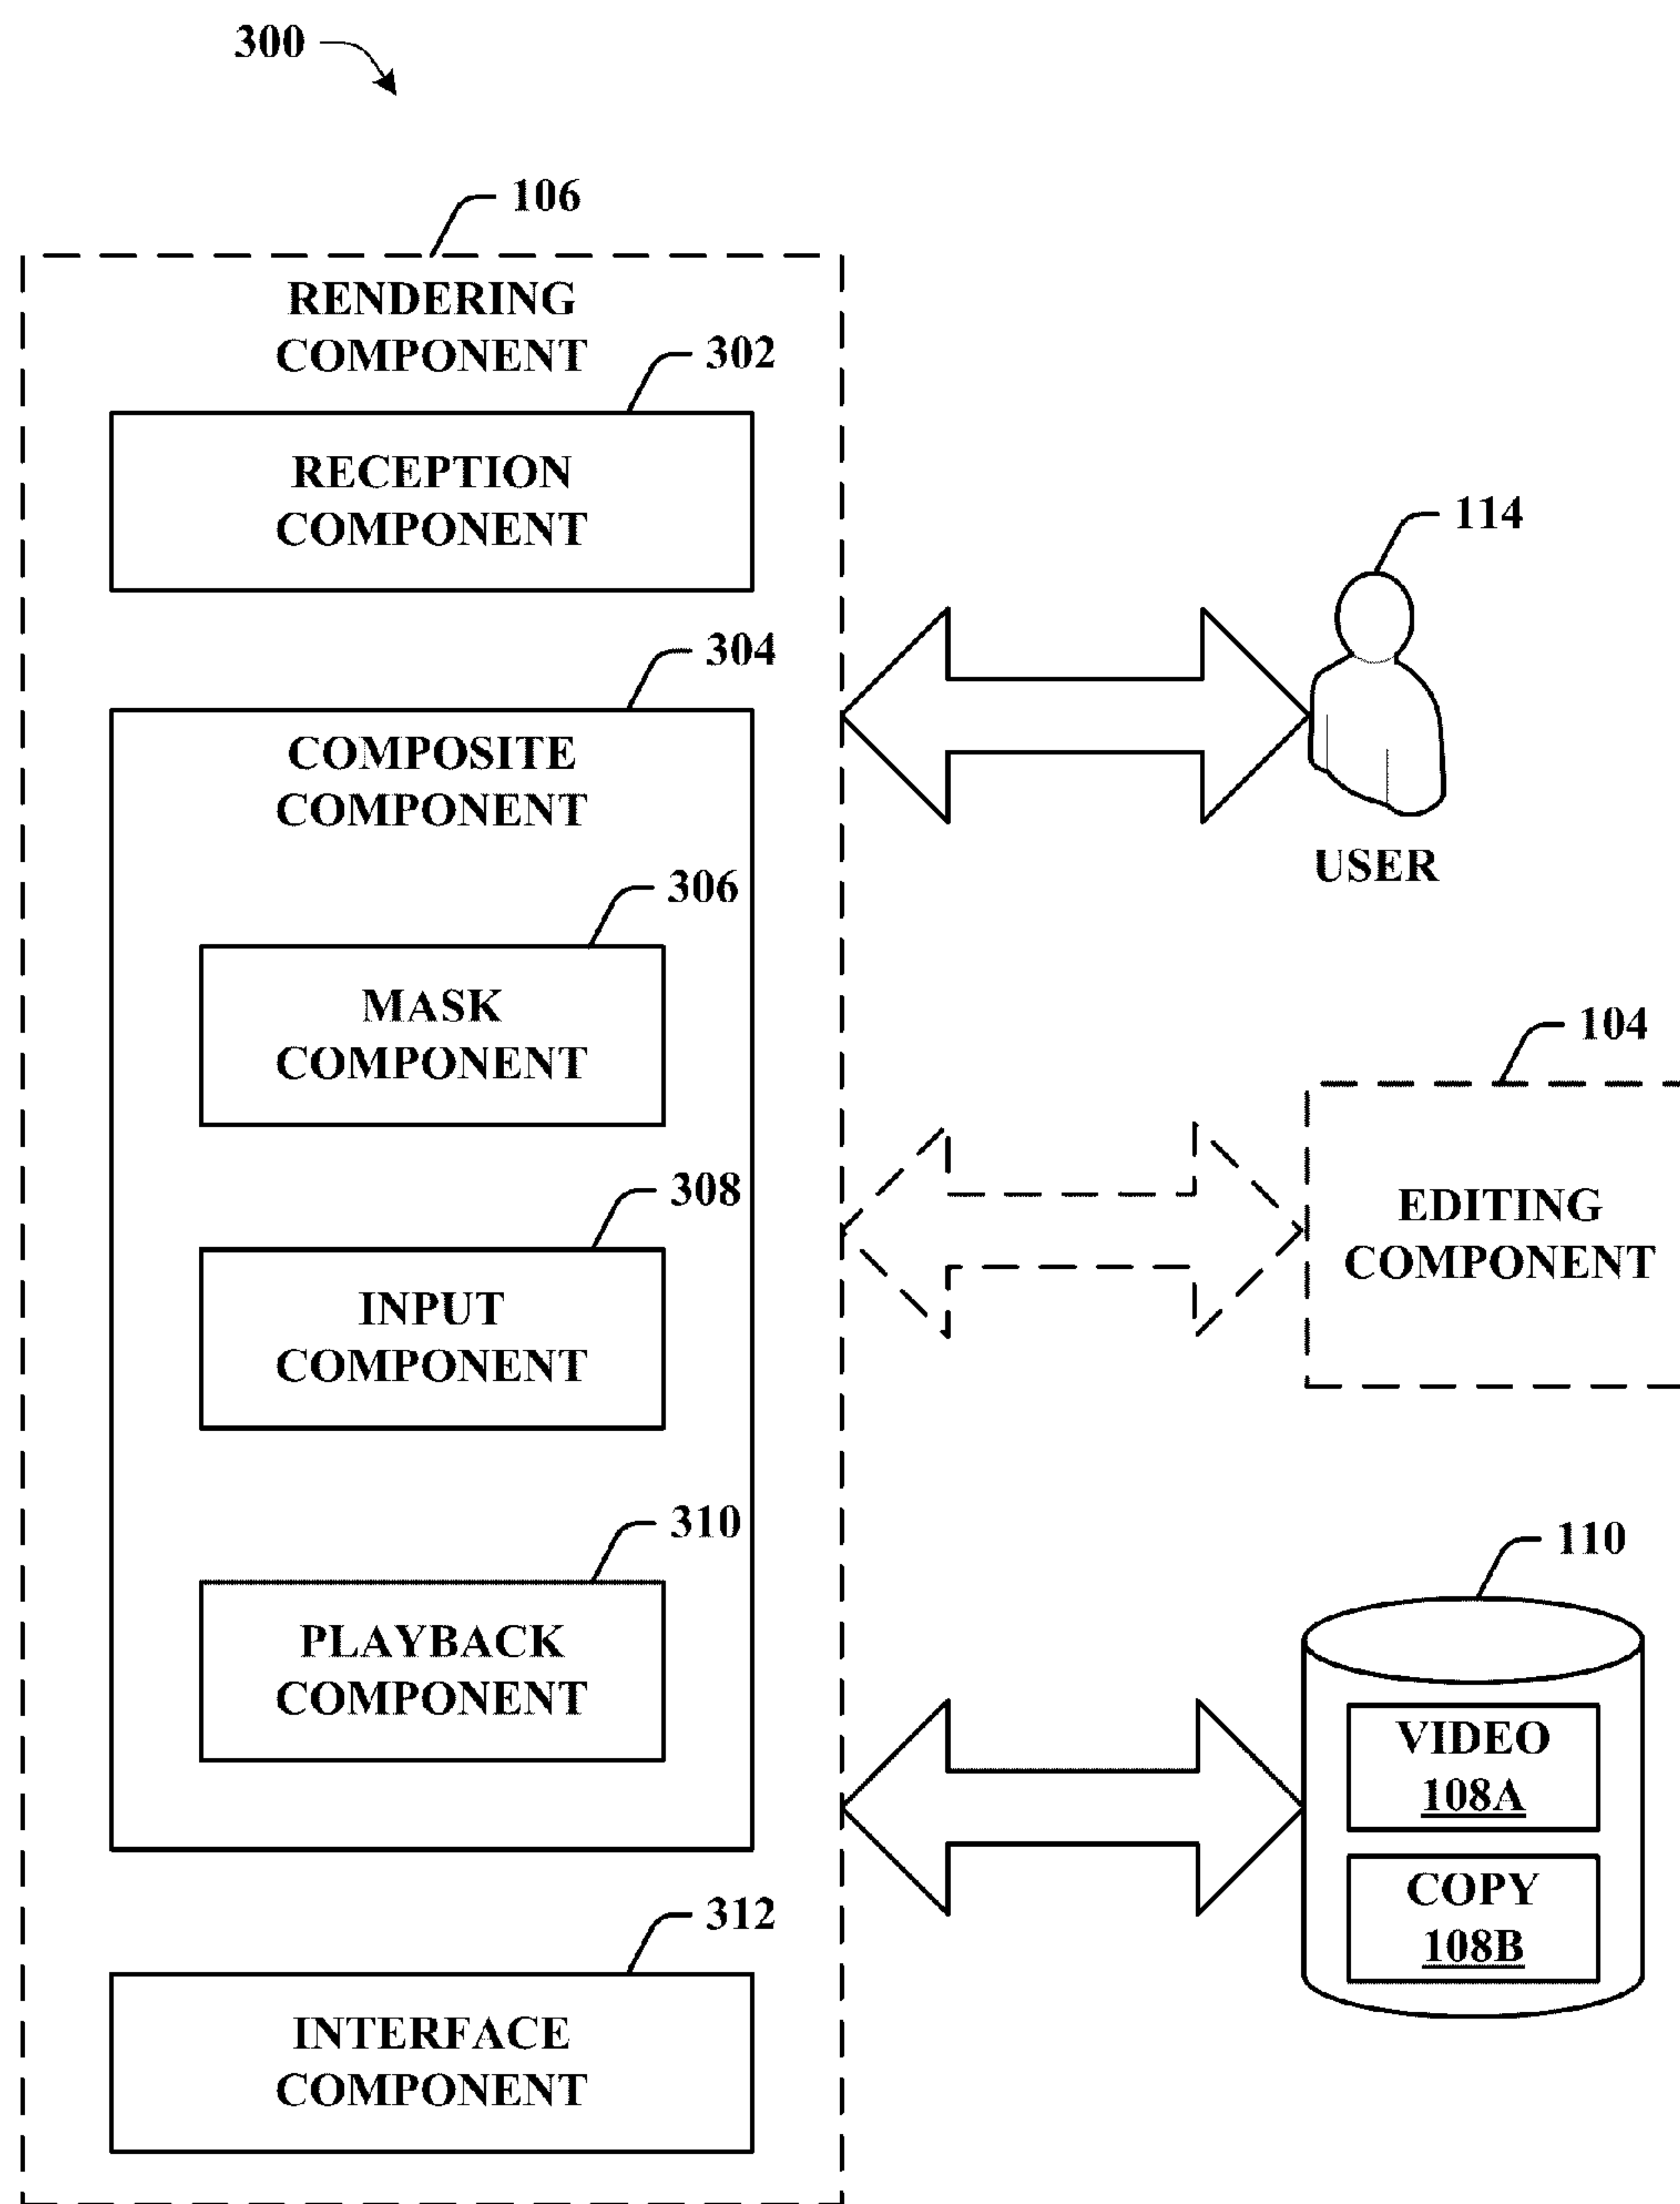 300
106
RENDERING
COMPONENT
302
RECEPTION
COMPONENT
304
COMPOSITE
COMPONENT
306
MASK
COMPONENT
308
INPUT
COMPONENT
310
PLAYBACK
COMPONENT
312
INTERFACE
COMPONENT
114
USER
104
EDITING
COMPONENT
110
VIDEO
108A
COPY
108B